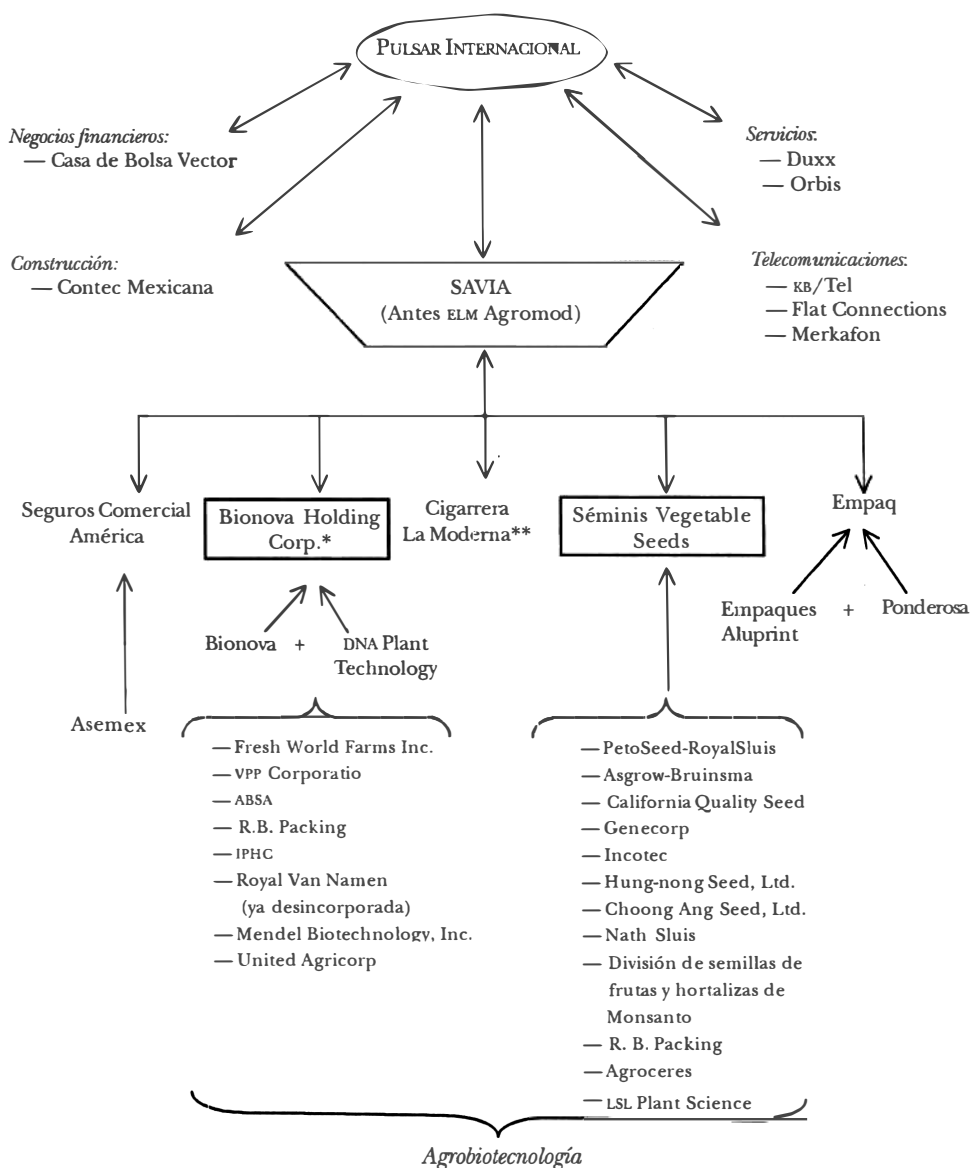 PULSAR INTERNACIONAL
Negocios financieros:
— Casa de Bolsa Vector
Servicios:
— Duxx
— Orbis
Construcción:
— Contec Mexicana
SAVIA
(Antes ELM Agromod)
Telecomunicaciones:
— KB/Tel
— Flat Connections
— Merkafon
Seguros Comercial
América
Bionova Holding
Corp.*
Cigarrera
La Moderna**
Séminis Vegetable
Seeds
Empaq
Bionova + DNA Plant
Technology
Empaques + Ponderosa
Aluprint
Asemex
— Fresh World Farms Inc.
— VPP Corporatio
— ABSA
— R.B. Packing
— IPHC
— Royal Van Namen
(ya desincorporada)
— Mendel Biotechnology, Inc.
— United Agricorp
— PetoSeed-RoyalSluis
— Asgrow-Bruinsma
— California Quality Seed
— Genecorp
— Incotec
— Hung-nong Seed, Ltd.
— Choong Ang Seed, Ltd.
— Nath Sluis
— División de semillas de
frutas y hortalizas de
Monsanto
— R. B. Packing
— Agroceres
— LSL Plant Science
Agrobiotecnología